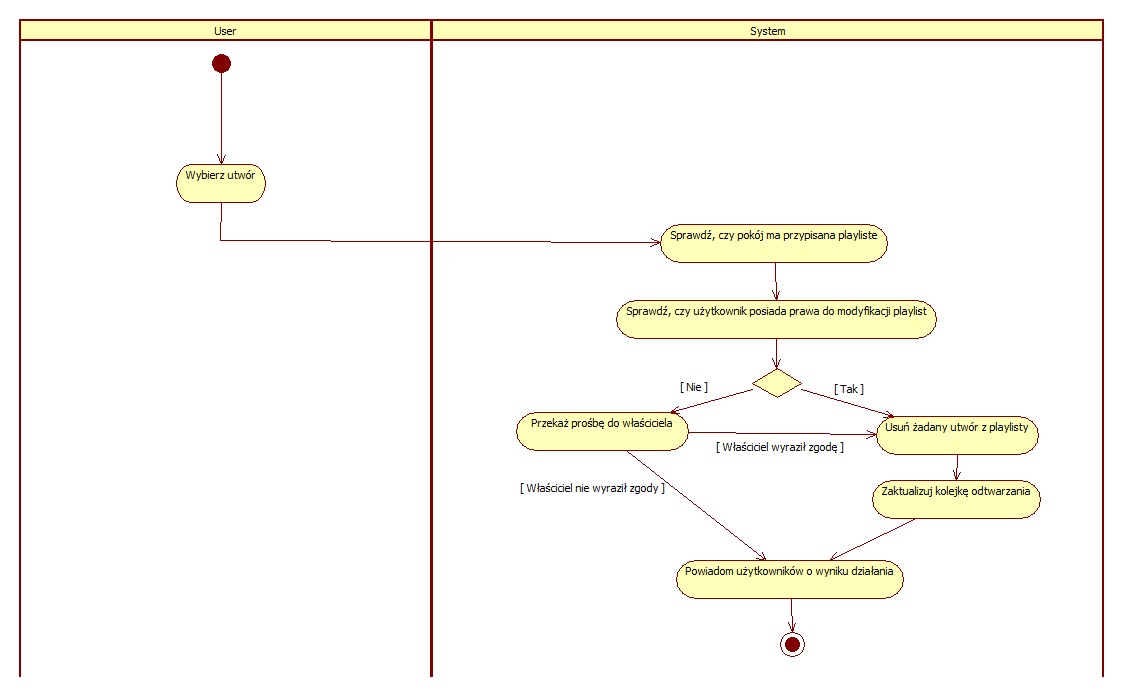 User
System
Wybierz utwór
Sprawdź, czy pokój ma przypisana playliste
Sprawdź, czy użytkownik posiada prawa do modyfikacji playlist
[ Nie ]
[ Tak ]
Przekaż prośbę do właściciela
Usuń żadany utwór z playlisty
[ Właściciel wyraził zgodę ]
[ Właściciel nie wyraził zgody ]
Zaktualizuj kolejkę odtwarzania
Powiadom użytkowników o wyniku działania